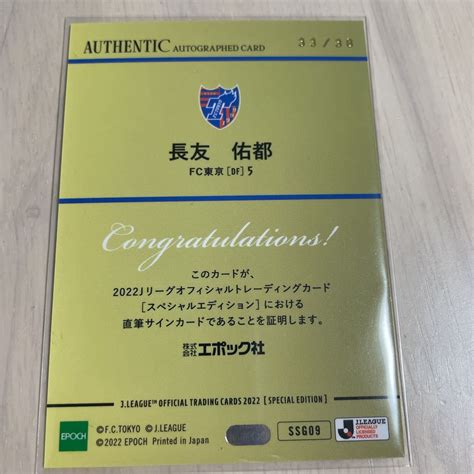 AUTHENTIC AUTOGRAPHED CARD
33/38
長友 佑都
FC東京[DF]5
Congratulations!
このカードが、
2022Jリーグオフィシャルトレーディングカード
[スペシャルエディション]における
直筆サインカードであることを証明します。
株式会社エポック社
J.LEAGUE™ OFFICIAL TRADING CARDS 2022 [SPECIAL EDITION]
EPOCH
©F.C.TOKYO ©J.LEAGUE
©2022 EPOCH Printed in Japan
SSG09
J.LEAGUE
OFFICIALLY
LICENSED
PRODUCTS